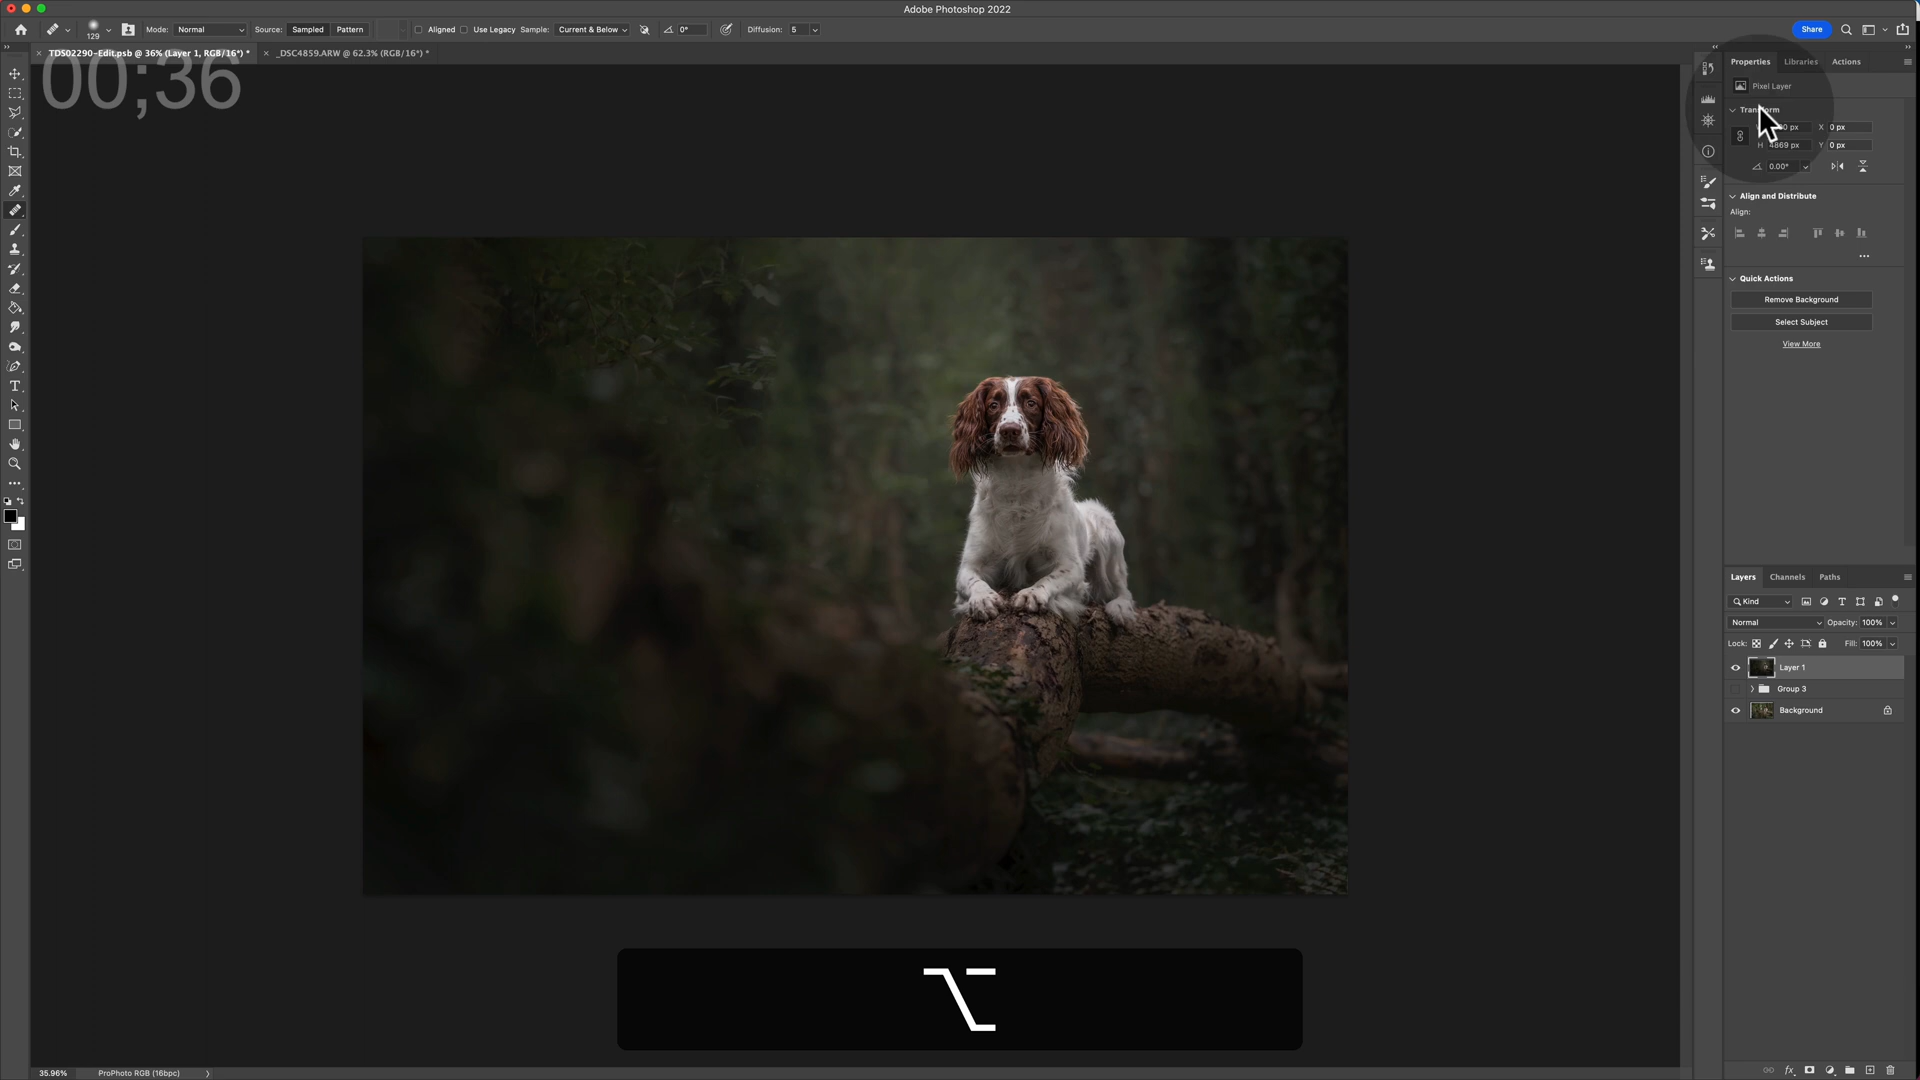 Adobe Photoshop 2022
129
Mode: Normal
Source: Sampled Pattern
Aligned
Use Legacy
Sample: Current & Below
0°
Diffusion: 5
Share
TDS02290-Edit.psb @ 36% (Layer 1, RGB/16*) *
_DSC4859.ARW @ 62.3% (RGB/16*) *
00;36
Properties Libraries Actions
Pixel Layer
Transform
px X 0 px
H 4869 px Y 0 px
0.00°
Align and Distribute
Align:
Quick Actions
Remove Background
Select Subject
View More
Layers Channels Paths
Kind
Normal Opacity: 100%
Lock: Fill: 100%
Layer 1
Group 3
Background
fx
35.96% ProPhoto RGB (16bpc)